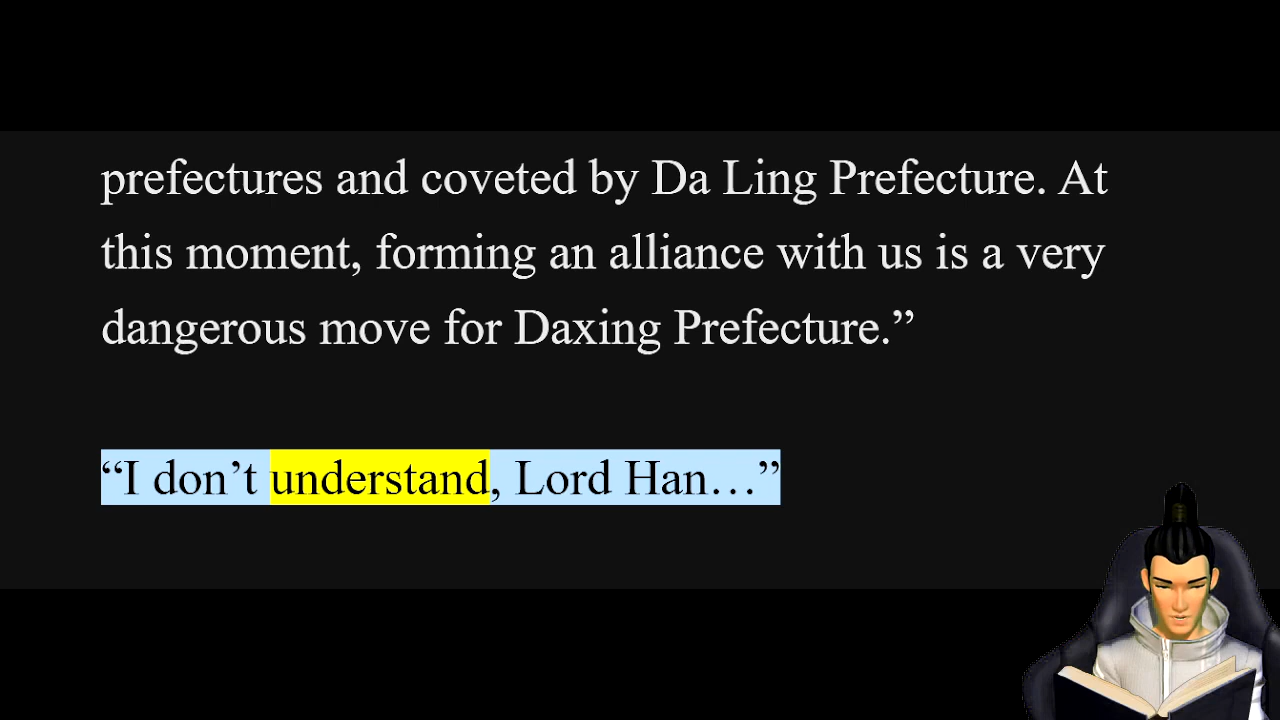 prefectures and coveted by Da Ling Prefecture. At
this moment, forming an alliance with us is a very
dangerous move for Daxing Prefecture.”
“I don’t understand, Lord Han…”